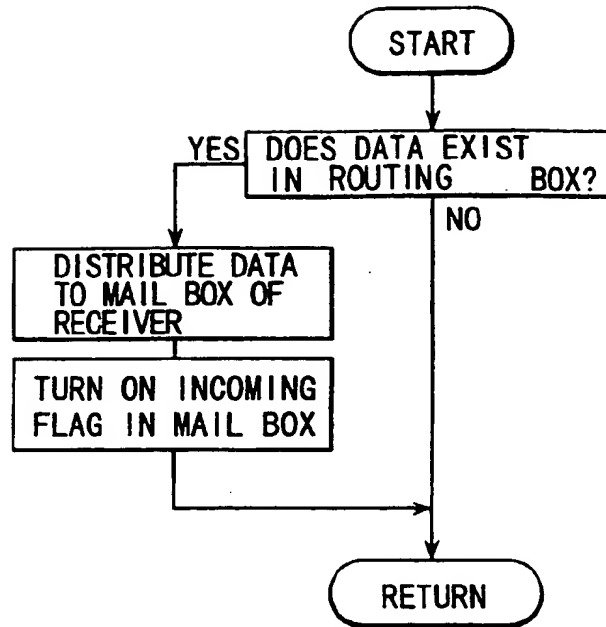 START
YES
DOES DATA EXIST
IN ROUTING BOX?
NO
DISTRIBUTE DATA
TO MAIL BOX OF
RECEIVER
TURN ON INCOMING
FLAG IN MAIL BOX
RETURN